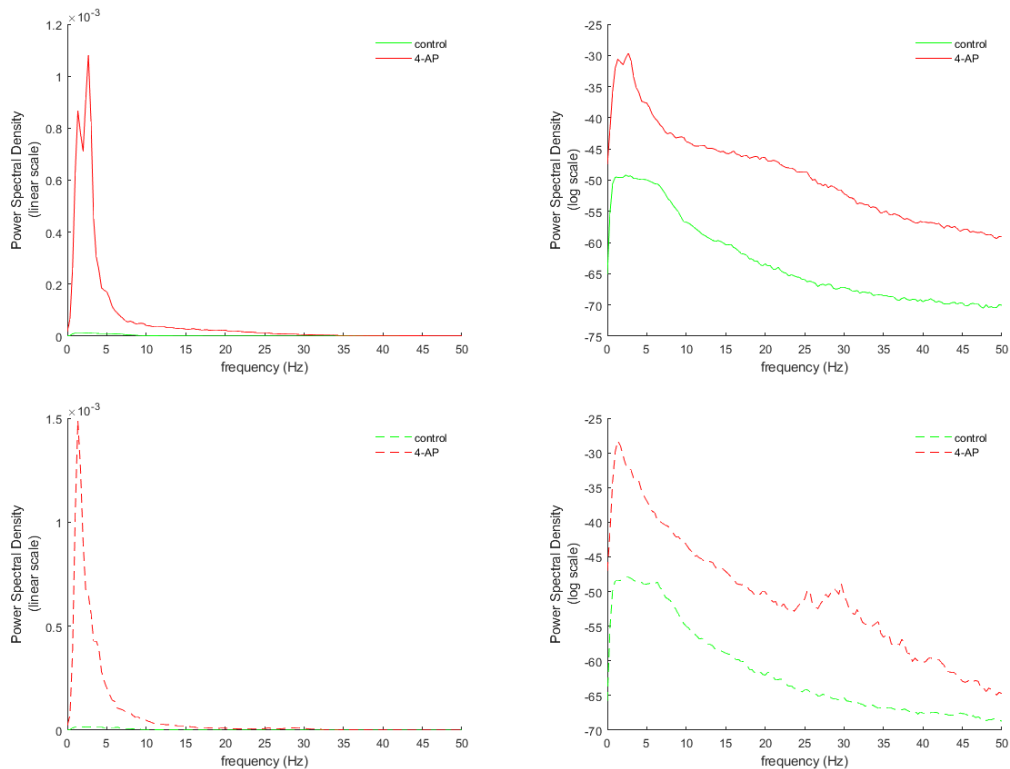 ×10⁻³
1.2
1
0.8
0.6
0.4
0.2
0
Power Spectral Density
(linear scale)
control
4-AP
0 5 10 15 20 25 30 35 40 45 50
frequency (Hz)
-25
-30
-35
-40
-45
-50
-55
-60
-65
-70
-75
Power Spectral Density
(log scale)
control
4-AP
0 5 10 15 20 25 30 35 40 45 50
frequency (Hz)
×10⁻³
1.5
1
0.5
0
Power Spectral Density
(linear scale)
control
4-AP
0 5 10 15 20 25 30 35 40 45 50
frequency (Hz)
-25
-30
-35
-40
-45
-50
-55
-60
-65
-70
Power Spectral Density
(log scale)
control
4-AP
0 5 10 15 20 25 30 35 40 45 50
frequency (Hz)